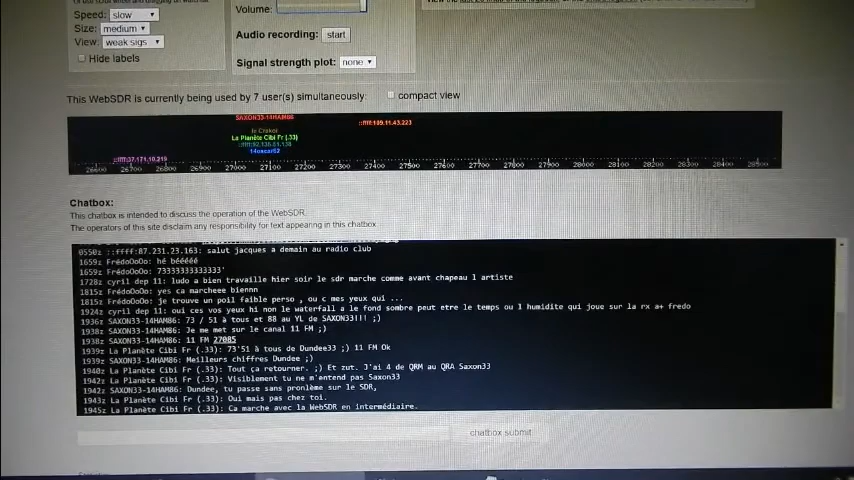 Volume:
Speed: slow
Size: medium
View: weak sigs
Hide labels
Audio recording: start
Signal strength plot: none
This WebSDR is currently being used by 7 user(s) simultaneously: compact view
SAXON33-14HAM86
::ffff:109.11.43.223
le Crakoi
La Planète Cibi Fr (.33)
14oscar62
::ffff:37.171.10.219
26600 26700 26800 26900 27000 27100 27200 27300 27400 27500 27600 27700 27800 27900 28000 28100 28200 28300 28400 28500
Chatbox:
This chatbox is intended to discuss the operation of the WebSDR.
The operators of this site disclaim any responsibility for text appearing in this chatbox
0550z ::ffff:87.231.23.163: salut jacques a demain au radio club
1659z FrédoOoOo: hé bééééé
1659z FrédoOoOo: 73333333333333'
1728z cyril dep 11: ludo a bien travaille hier soir le sdr marche comme avant chapeau l artiste
1815z FrédoOoOo: yes ca marcheee biennn
1815z FrédoOoOo: je trouve un poil faible perso , ou c mes yeux qui ...
1924z cyril dep 11: oui ces vos yeux hi non le waterfall a le fond sombre peut etre le temps ou l humidite qui joue sur la rx a+ fredo
1936z SAXON33-14HAM86: 73 / 51 à tous et 88 au YL de SAXON33!!! ;)
1938z SAXON33-14HAM86: Je me met sur le canal 11 FM ;)
1938z SAXON33-14HAM86: 11 FM 27085
1939z La Planète Cibi Fr (.33): 73'51 à tous de Dundee33 ;) 11 FM Ok
1939z SAXON33-14HAM86: Meilleurs chiffres Dundee ;)
1940z La Planète Cibi Fr (.33): Tout ça retourner. ;) Et zut. J'ai 4 de QRM au QRA Saxon33
1942z La Planète Cibi Fr (.33): Visiblement tu ne m'entend pas Saxon33
1942z SAXON33-14HAM86: Dundee, tu passe sans pronlème sur le SDR,
1943z La Planète Cibi Fr (.33): Oui mais pas chez toi.
1945z La Planète Cibi Fr (.33): Ca marche avec la WebSDR en intermédiaire.
chatbox submit